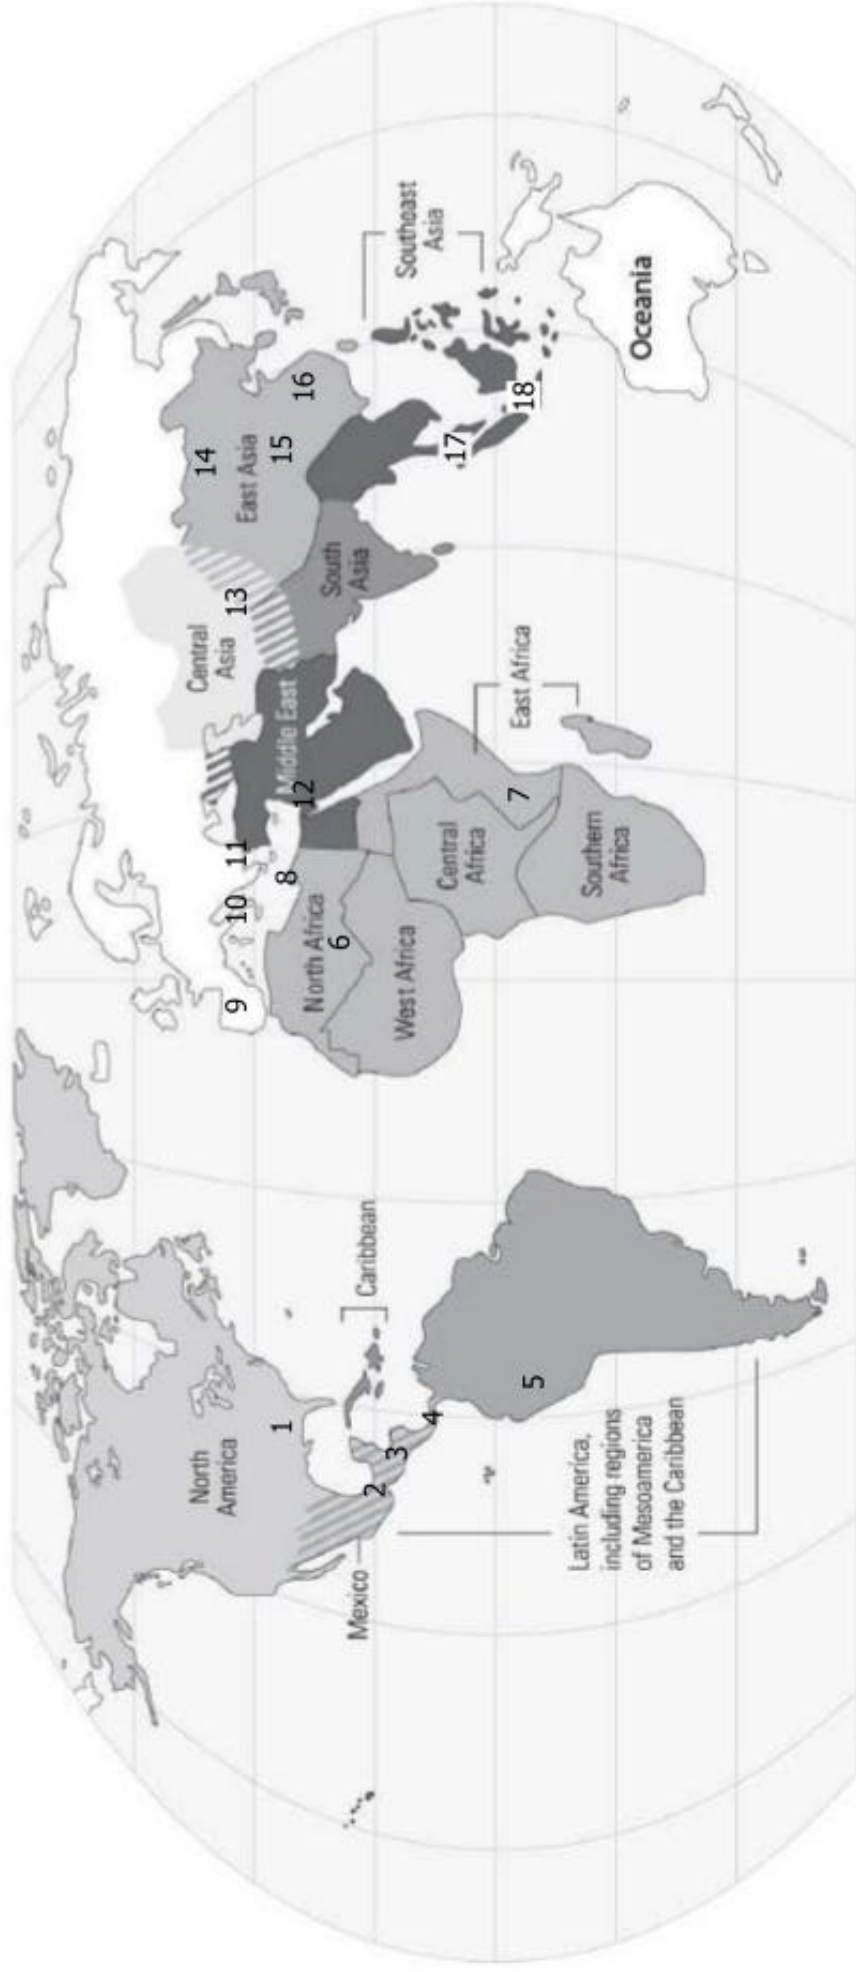 North
America
1
Mexico
2
3
4
Caribbean
5
Latin America,
including regions
of Mesoamerica
and the Caribbean
9
10
11
8
North Africa
6
West Africa
Central
Africa
7
East Africa
Southern
Africa
12
Middle East
Central
Asia
13
14
East Asia
15
16
South
Asia
17
18
Southeast
Asia
Oceania